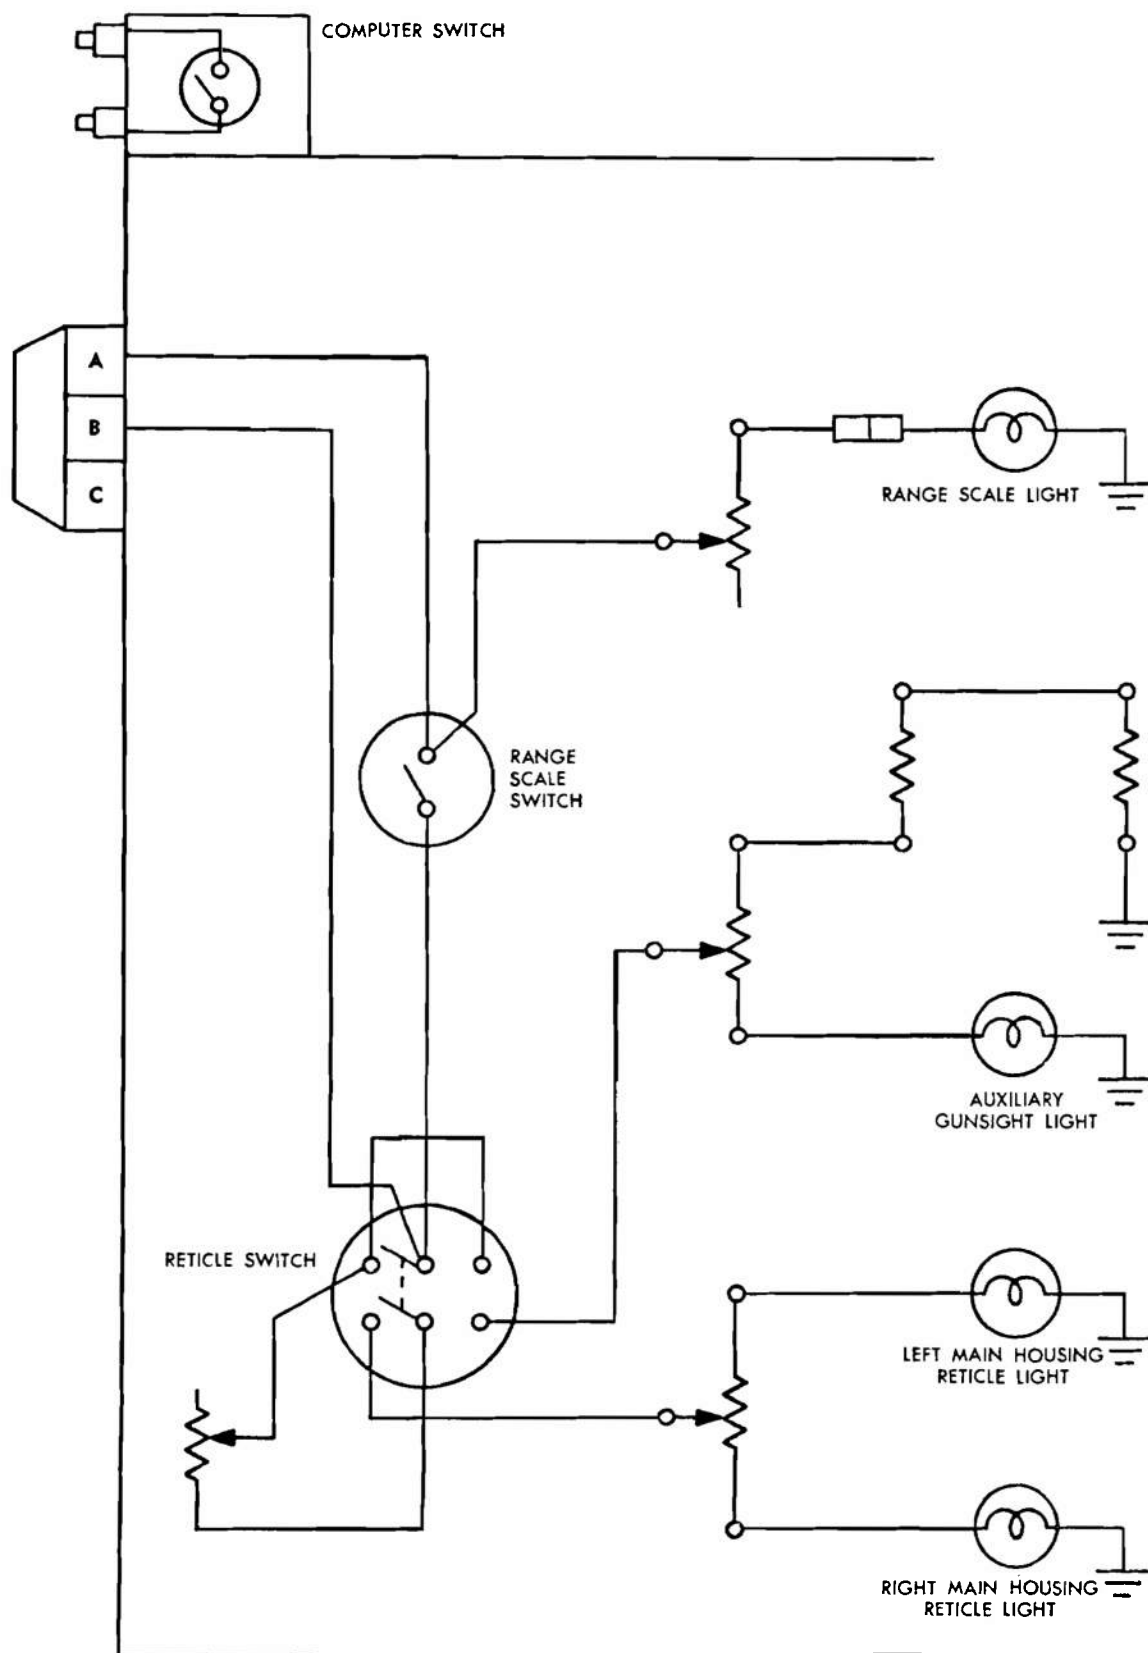 COMPUTER SWITCH
A
B
C
RANGE SCALE LIGHT
RANGE
SCALE
SWITCH
AUXILIARY
GUNSIGHT LIGHT
RETICLE SWITCH
LEFT MAIN HOUSING
RETICLE LIGHT
RIGHT MAIN HOUSING
RETICLE LIGHT